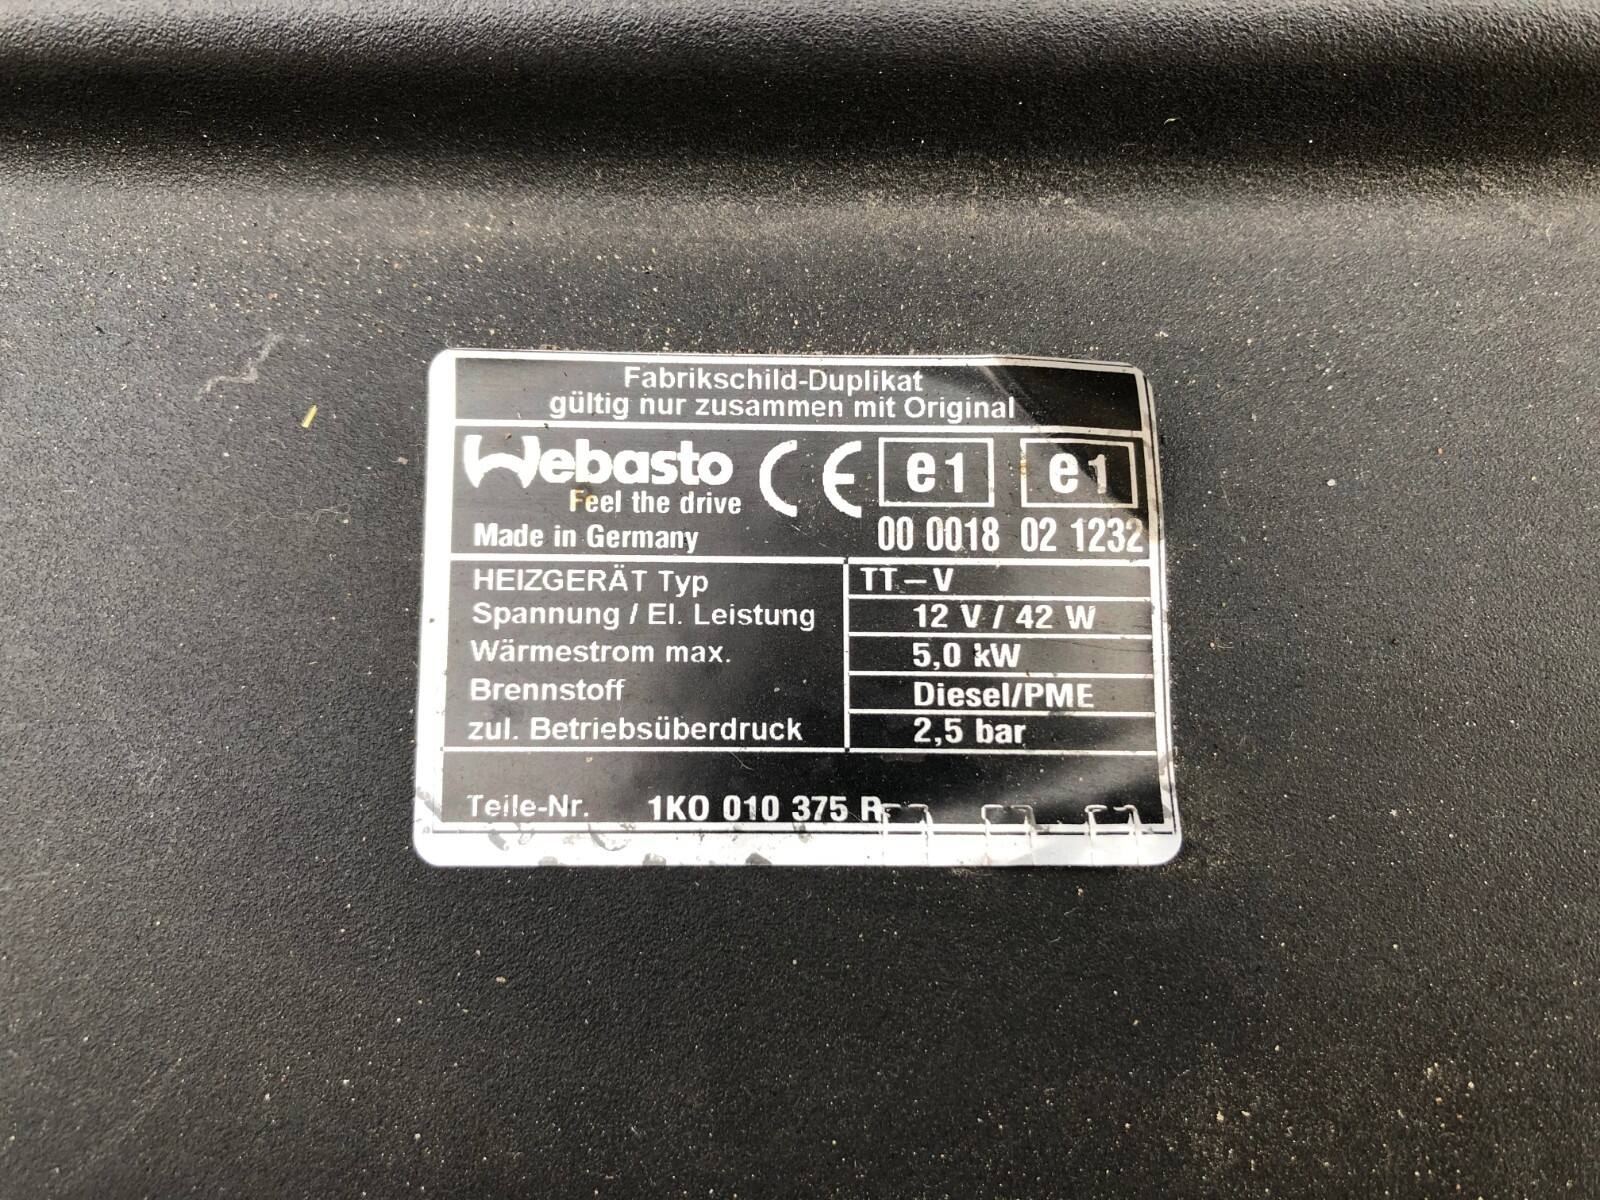 Fabrikschild-Duplikat
gültig nur zusammen mit Original
Webasto CE e1 e1
Feel the drive
Made in Germany 00 0018 02 1232
HEIZGERÄT Typ TT – V
Spannung / El. Leistung 12 V / 42 W
Wärmestrom max. 5,0 kW
Brennstoff Diesel/PME
zul. Betriebsüberdruck 2,5 bar
Teile-Nr. 1K0 010 375 R